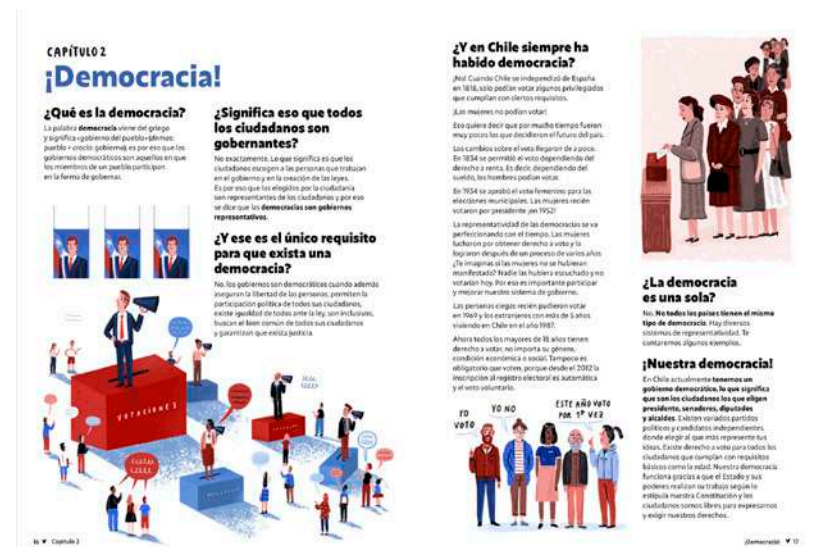 CAPÍTULO 2
¡Democracia!
¿Qué es la democracia?
La palabra democracia viene del griego
y significa «gobierno del pueblo» (demos:
pueblo + cracia: gobierno); es por eso que los
gobiernos democráticos son aquellos en que
los miembros de un pueblo participan
en la forma de gobernar.
¿Significa eso que todos
los ciudadanos son
gobernantes?
No exactamente. Lo que significa es que los
ciudadanos escogen a las personas que trabajan
en el gobierno y en la creación de las leyes.
Es por eso que los elegidos por la ciudadanía
son representantes de los ciudadanos y por eso
se dice que las democracias son gobiernos
representativos.
¿Y ese es el único requisito
para que exista una
democracia?
No, los gobiernos son democráticos cuando además
aseguran la libertad de las personas, permiten la
participación política de todos sus ciudadanos,
existe igualdad de todos ante la ley, son inclusivos,
buscan el bien común de todos sus ciudadanos
y garantizan que exista justicia.
VOTACIONES
16 Capítulo 2
¿Y en Chile siempre ha
habido democracia?
¡No! Cuando Chile se independizó de España
en 1818, solo podían votar algunos privilegiados
que cumplían con ciertos requisitos.
¡Las mujeres no podían votar!
Eso quiere decir que por mucho tiempo fueron
muy pocos los que decidieron el futuro del país.
Los cambios sobre el voto llegaron de a poco.
En 1834 se permitió el voto dependiendo del
derecho a renta. Es decir, dependiendo del
sueldo, los hombres podían votar.
En 1934 se aprobó el voto femenino para las
elecciones municipales. Las mujeres recién
votaron por presidente ¡en 1952!
La representatividad de las democracias se va
perfeccionando con el tiempo. Las mujeres
lucharon por obtener derecho a voto y lo
lograron después de un proceso de varios años.
¿Te imaginas si las mujeres no se hubieran
manifestado? Nadie las hubiera escuchado y no
votarían hoy. Por eso es importante participar
y mejorar nuestro sistema de gobierno.
Las personas ciegas recién pudieron votar
en 1969 y los extranjeros con más de 5 años
viviendo en Chile en el año 1987.
Ahora todos los mayores de 18 años tienen
derecho a votar, no importa su género,
condición económica o social. Tampoco es
obligatorio que voten, porque desde el 2012 la
inscripción al registro electoral es automática
y el voto voluntario.
YO
VOTO
YO NO
ESTE AÑO VOTO
POR 1ª VEZ
¿La democracia
es una sola?
No. No todos los países tienen el mismo
tipo de democracia. Hay diversos
sistemas de representatividad. Te
contaremos algunos ejemplos.
¡Nuestra democracia!
En Chile actualmente tenemos un
gobierno democrático, lo que significa
que son los ciudadanos los que eligen
presidente, senadores, diputados
y alcaldes. Existen variados partidos
políticos y candidatos independientes
donde elegir al que más represente tus
ideas. Existe derecho a voto para todos los
ciudadanos que cumplan con requisitos
básicos como la edad. Nuestra democracia
funciona gracias a que el Estado y sus
poderes realizan su trabajo según lo
estipula nuestra Constitución y los
ciudadanos somos libres para expresarnos
y exigir nuestros derechos.
¡Democracia! 17